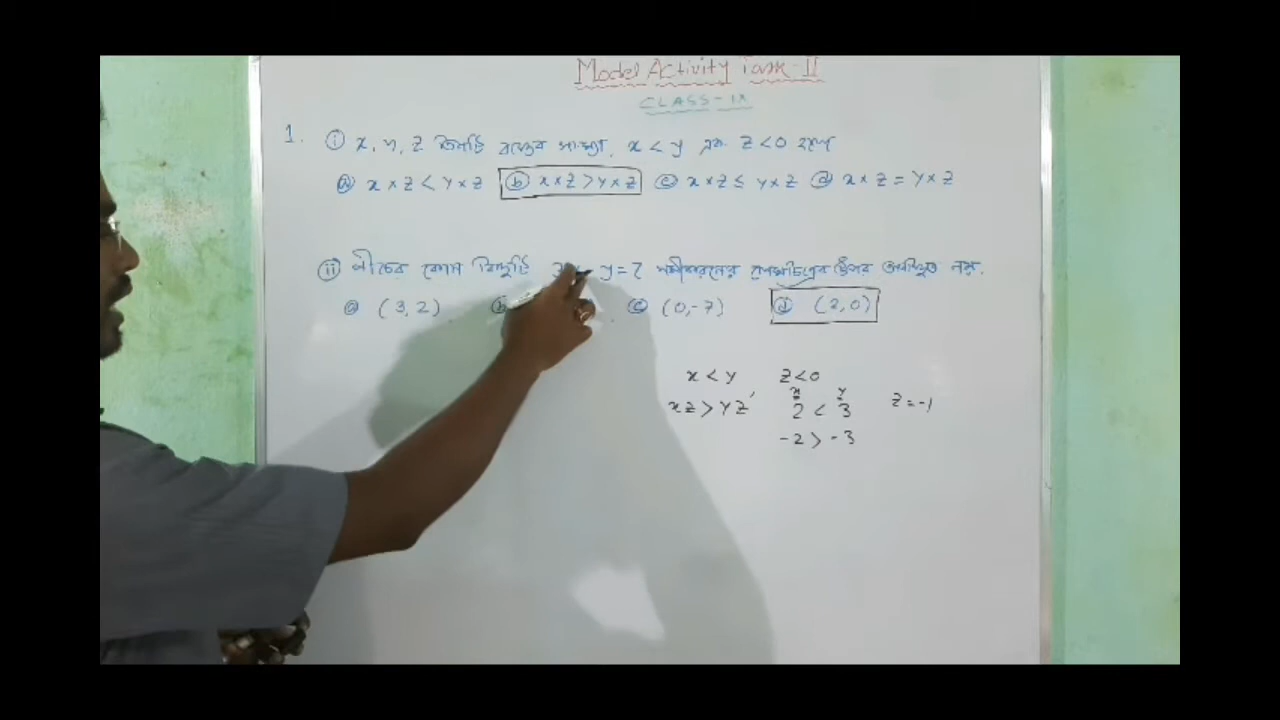 Model Activity Task-II
CLASS-IX
1. (i) x, y, z তিনটি বাস্তব সংখ্যা, x < y এবং z < 0 হলে
(a) x × z < y × z (b) x × z > y × z (c) x × z ≤ y × z (d) x × z = y × z
(ii) নীচের কোন বিন্দুটি y = 7 সমীকরনের লেখচিত্রের উপর অবস্থিত নয়.
(a) (3, 2) (b) (c) (0, -7) (d) (2, 0)
x < y z < 0
x y
xz > yz 2 < 3 z = -1
-2 > -3